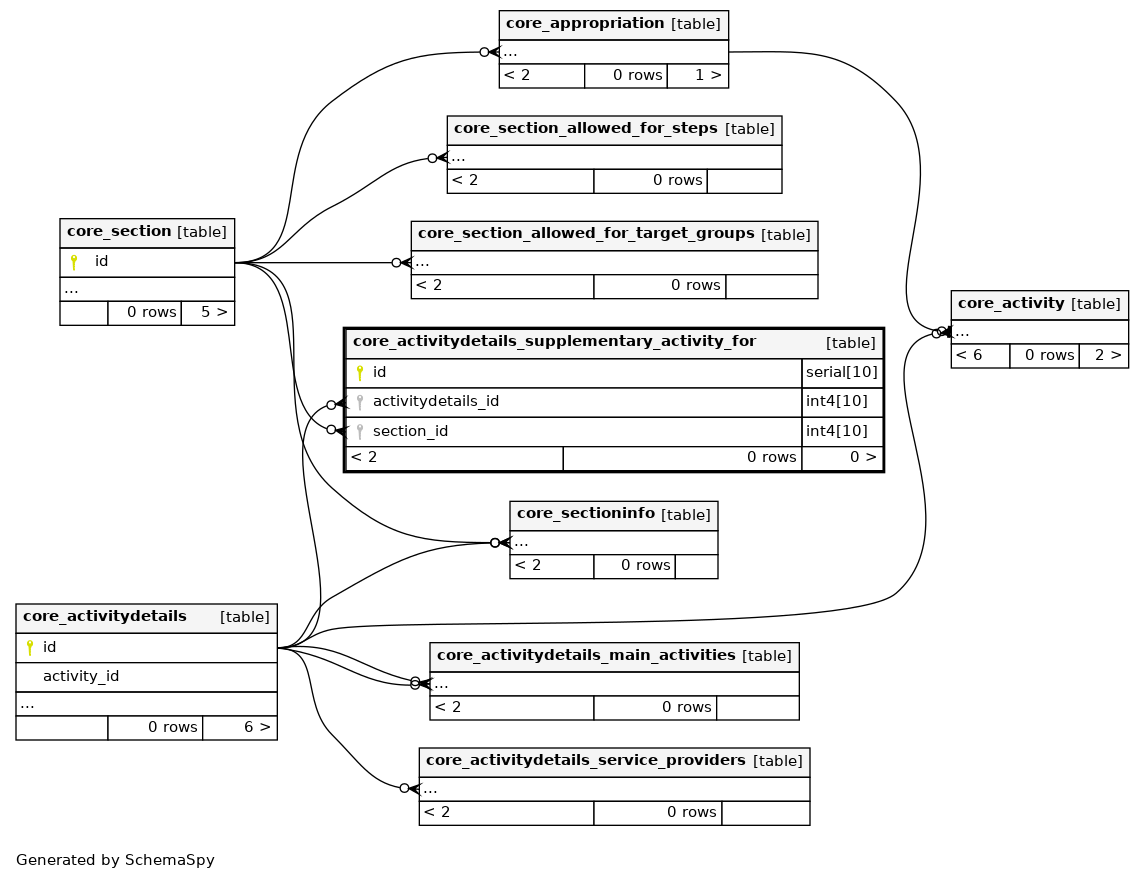 core_appropriation [table]
...
< 2 0 rows 1 >
core_section_allowed_for_steps [table]
...
< 2 0 rows
core_section [table]
id
...
0 rows 5 >
core_section_allowed_for_target_groups [table]
...
< 2 0 rows
core_activity [table]
...
< 6 0 rows 2 >
core_activitydetails_supplementary_activity_for [table]
id serial[10]
activitydetails_id int4[10]
section_id int4[10]
< 2 0 rows 0 >
core_sectioninfo [table]
...
< 2 0 rows
core_activitydetails [table]
id
activity_id
...
0 rows 6 >
core_activitydetails_main_activities [table]
...
< 2 0 rows
core_activitydetails_service_providers [table]
...
< 2 0 rows
Generated by SchemaSpy